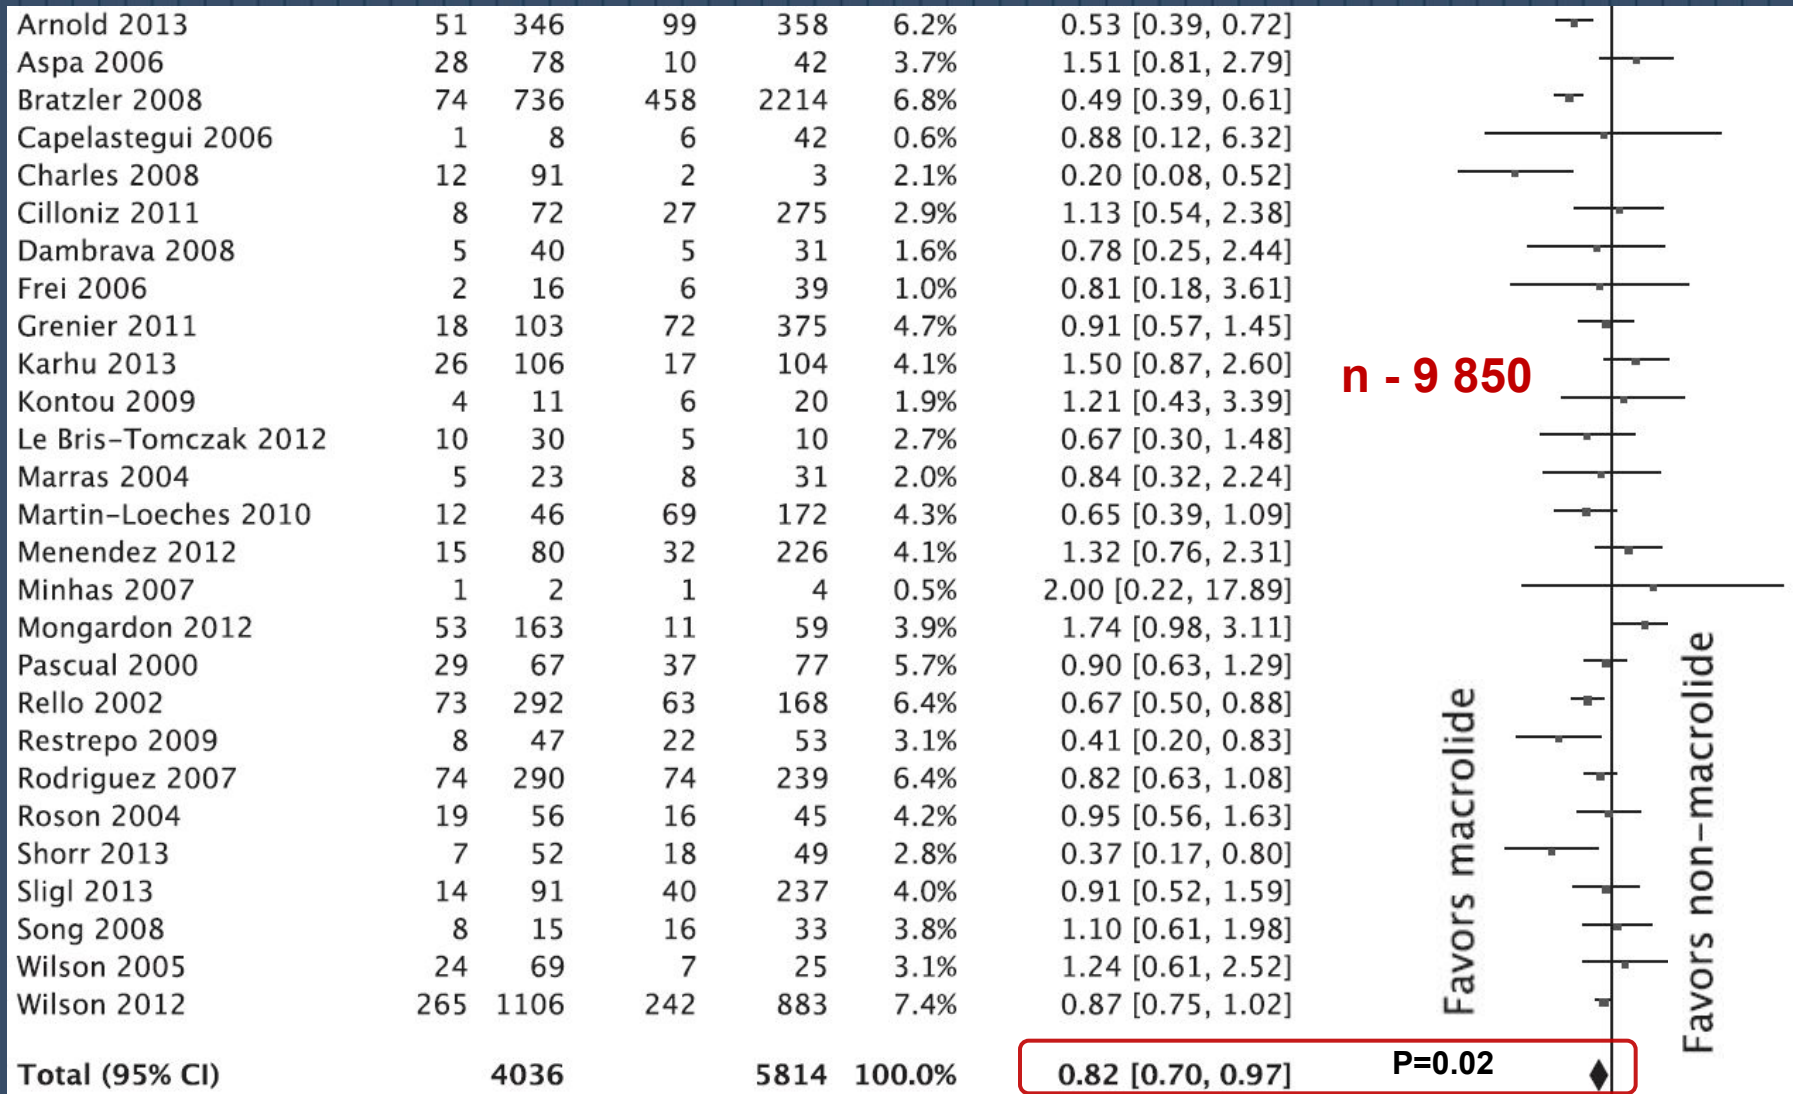 Arnold 2013 51 346 99 358 6.2% 0.53 [0.39, 0.72]
Aspa 2006 28 78 10 42 3.7% 1.51 [0.81, 2.79]
Bratzler 2008 74 736 458 2214 6.8% 0.49 [0.39, 0.61]
Capelastegui 2006 1 8 6 42 0.6% 0.88 [0.12, 6.32]
Charles 2008 12 91 2 3 2.1% 0.20 [0.08, 0.52]
Cilloniz 2011 8 72 27 275 2.9% 1.13 [0.54, 2.38]
Dambrava 2008 5 40 5 31 1.6% 0.78 [0.25, 2.44]
Frei 2006 2 16 6 39 1.0% 0.81 [0.18, 3.61]
Grenier 2011 18 103 72 375 4.7% 0.91 [0.57, 1.45]
Karhu 2013 26 106 17 104 4.1% 1.50 [0.87, 2.60]
n - 9 850
Kontou 2009 4 11 6 20 1.9% 1.21 [0.43, 3.39]
Le Bris-Tomczak 2012 10 30 5 10 2.7% 0.67 [0.30, 1.48]
Marras 2004 5 23 8 31 2.0% 0.84 [0.32, 2.24]
Martin-Loeches 2010 12 46 69 172 4.3% 0.65 [0.39, 1.09]
Menendez 2012 15 80 32 226 4.1% 1.32 [0.76, 2.31]
Minhas 2007 1 2 1 4 0.5% 2.00 [0.22, 17.89]
Mongardon 2012 53 163 11 59 3.9% 1.74 [0.98, 3.11]
Pascual 2000 29 67 37 77 5.7% 0.90 [0.63, 1.29]
Rello 2002 73 292 63 168 6.4% 0.67 [0.50, 0.88]
Restrepo 2009 8 47 22 53 3.1% 0.41 [0.20, 0.83]
Rodriguez 2007 74 290 74 239 6.4% 0.82 [0.63, 1.08]
Roson 2004 19 56 16 45 4.2% 0.95 [0.56, 1.63]
Shorr 2013 7 52 18 49 2.8% 0.37 [0.17, 0.80]
Sligl 2013 14 91 40 237 4.0% 0.91 [0.52, 1.59]
Song 2008 8 15 16 33 3.8% 1.10 [0.61, 1.98]
Wilson 2005 24 69 7 25 3.1% 1.24 [0.61, 2.52]
Wilson 2012 265 1106 242 883 7.4% 0.87 [0.75, 1.02]
Favors macrolide
Favors non-macrolide
Total (95% CI) 4036 5814 100.0% 0.82 [0.70, 0.97] P=0.02